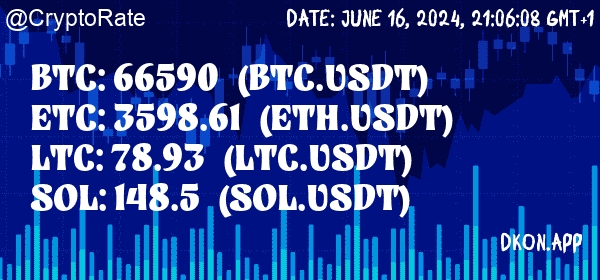 @CryptoRate
DATE: JUNE 16, 2024, 21:06:08 GMT+1
BTC: 66590 (BTC.USDT)
ETC: 3598.61 (ETH.USDT)
LTC: 78.93 (LTC.USDT)
SOL: 148.5 (SOL.USDT)
DKON.APP